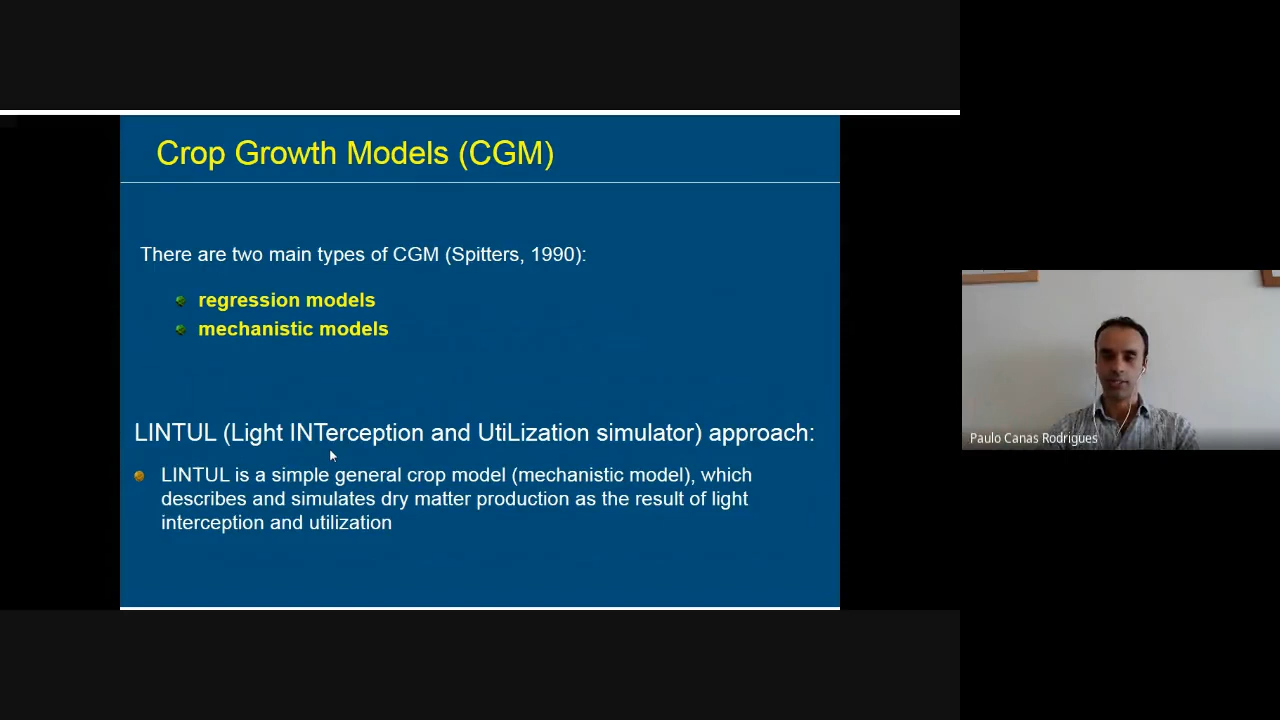 Crop Growth Models (CGM)
There are two main types of CGM (Spitters, 1990):
regression models
mechanistic models
LINTUL (Light INTerception and UtiLization simulator) approach:
LINTUL is a simple general crop model (mechanistic model), which
describes and simulates dry matter production as the result of light
interception and utilization
Paulo Canas Rodrigues